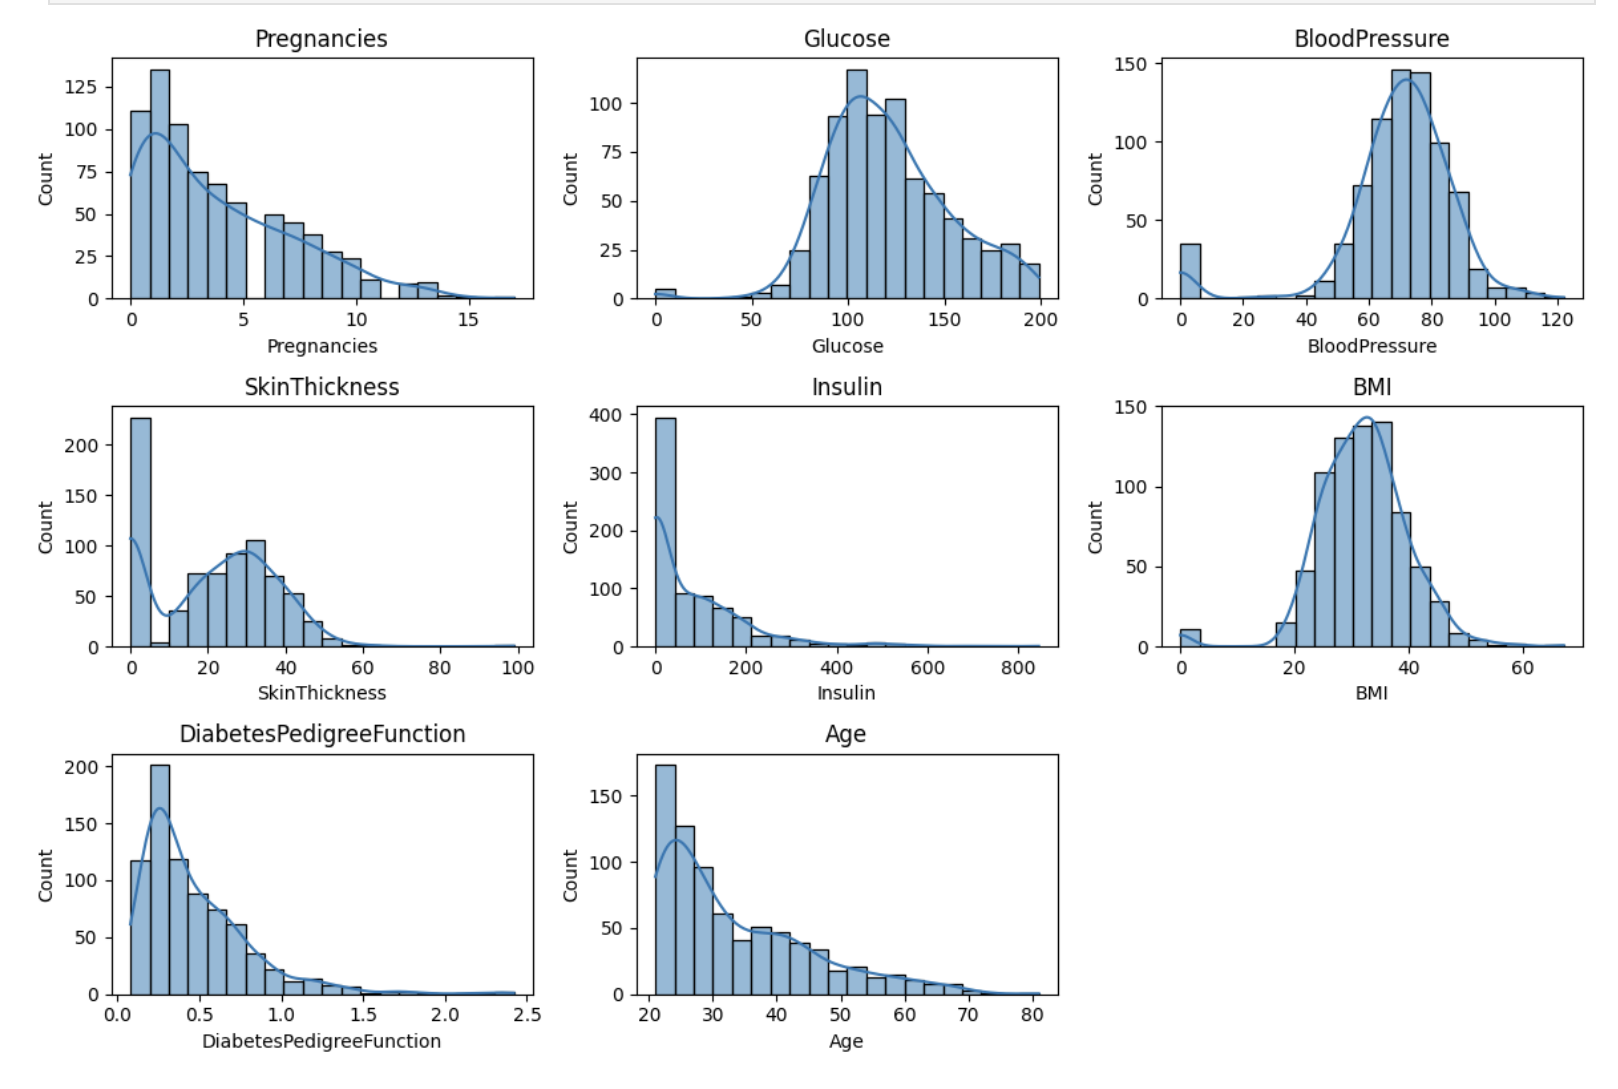 Pregnancies
Glucose
BloodPressure
125
100
75
50
25
0
Count
0 5 10 15
Pregnancies
100
75
50
25
0
Count
0 50 100 150 200
Glucose
150
100
50
0
Count
0 20 40 60 80 100 120
BloodPressure
SkinThickness
Insulin
BMI
200
150
100
50
0
Count
0 20 40 60 80 100
SkinThickness
400
300
200
100
0
Count
0 200 400 600 800
Insulin
150
100
50
0
Count
0 20 40 60
BMI
DiabetesPedigreeFunction
Age
200
150
100
50
0
Count
0.0 0.5 1.0 1.5 2.0 2.5
DiabetesPedigreeFunction
150
100
50
0
Count
20 30 40 50 60 70 80
Age